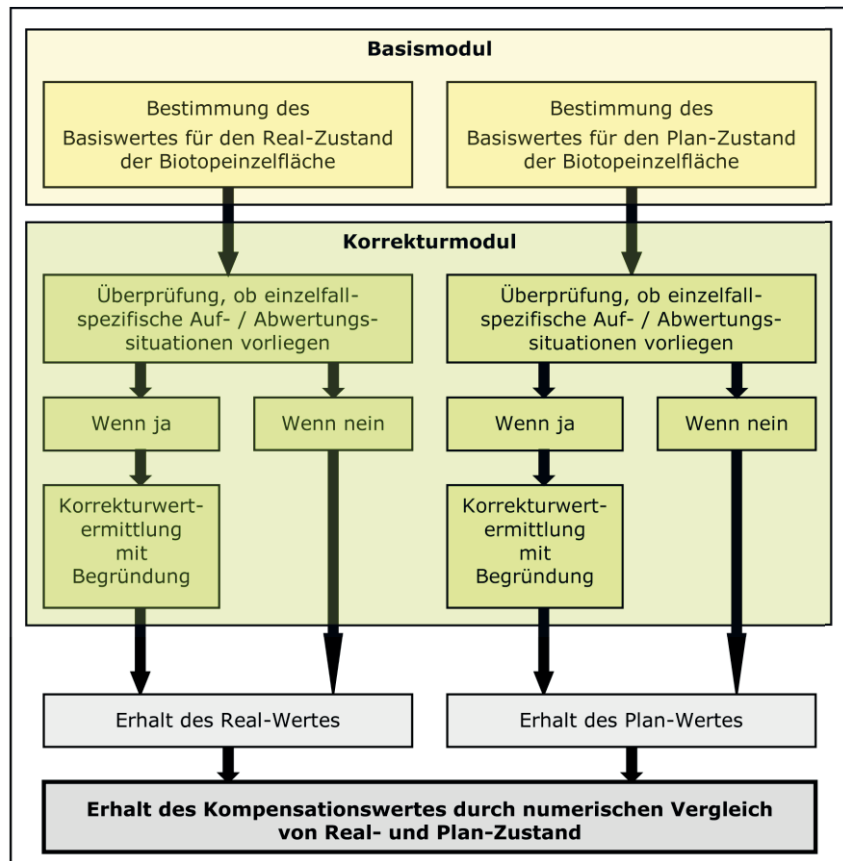 Basismodul
Bestimmung des
Basiswertes für den Real-Zustand
der Biotopeinzelfläche
Bestimmung des
Basiswertes für den Plan-Zustand
der Biotopeinzelfläche
Korrekturmodul
Überprüfung, ob einzelfall-
spezifische Auf- / Abwertungs-
situationen vorliegen
Überprüfung, ob einzelfall-
spezifische Auf- / Abwertungs-
situationen vorliegen
Wenn ja
Wenn nein
Wenn ja
Wenn nein
Korrekturwert-
ermittlung
mit
Begründung
Korrekturwert-
ermittlung
mit
Begründung
Erhalt des Real-Wertes
Erhalt des Plan-Wertes
Erhalt des Kompensationswertes durch numerischen Vergleich
von Real- und Plan-Zustand